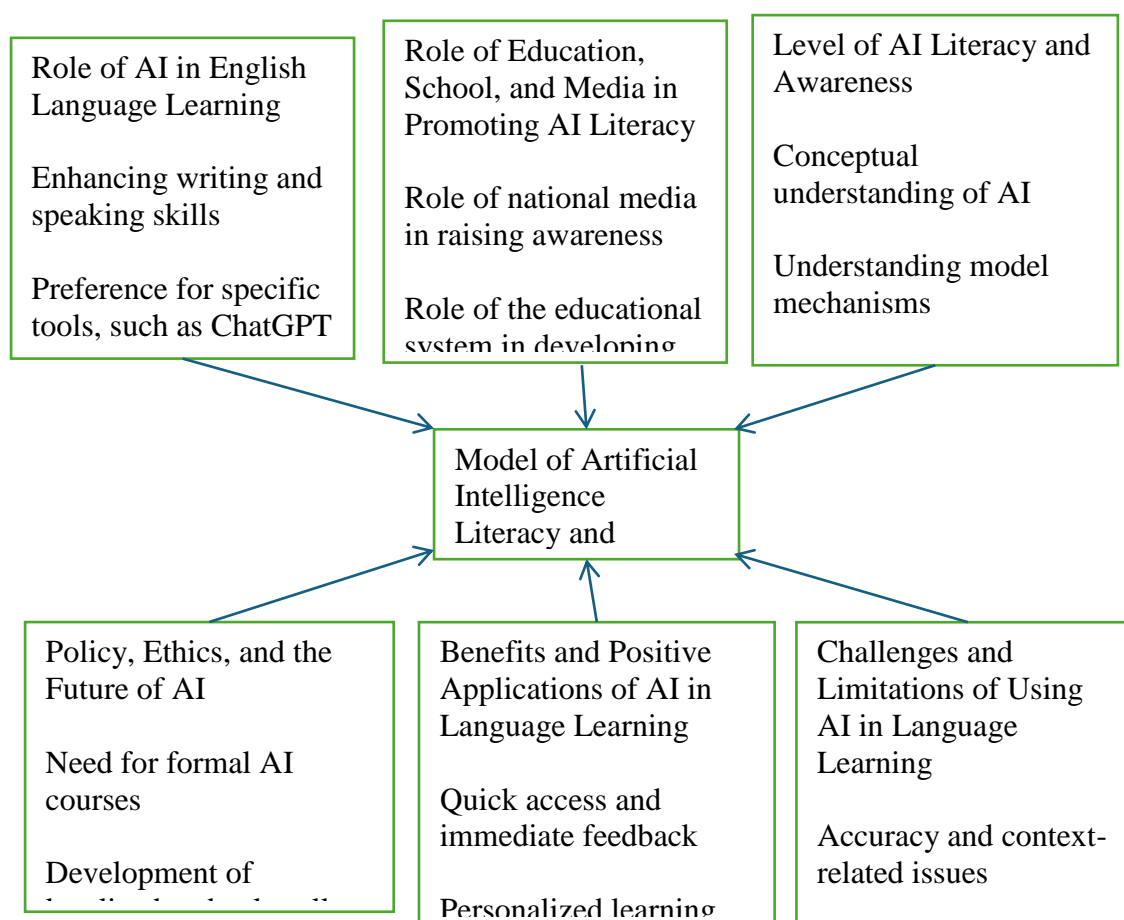 Role of AI in English
Language Learning
Enhancing writing and
speaking skills
Preference for specific
tools, such as ChatGPT
Role of Education,
School, and Media in
Promoting AI Literacy
Role of national media
in raising awareness
Role of the educational
system in developing
Level of AI Literacy and
Awareness
Conceptual
understanding of AI
Understanding model
mechanisms
Model of Artificial
Intelligence
Literacy and
Policy, Ethics, and the
Future of AI
Need for formal AI
courses
Development of
Benefits and Positive
Applications of AI in
Language Learning
Quick access and
immediate feedback
Personalized learning
Challenges and
Limitations of Using
AI in Language
Learning
Accuracy and context-
related issues